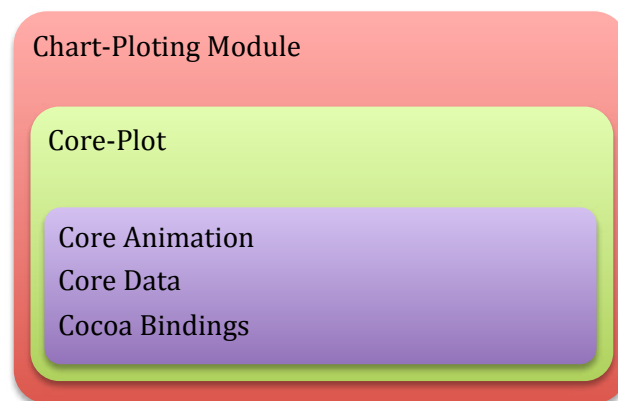 Chart-Ploting Module
Core-Plot
Core Animation
Core Data
Cocoa Bindings